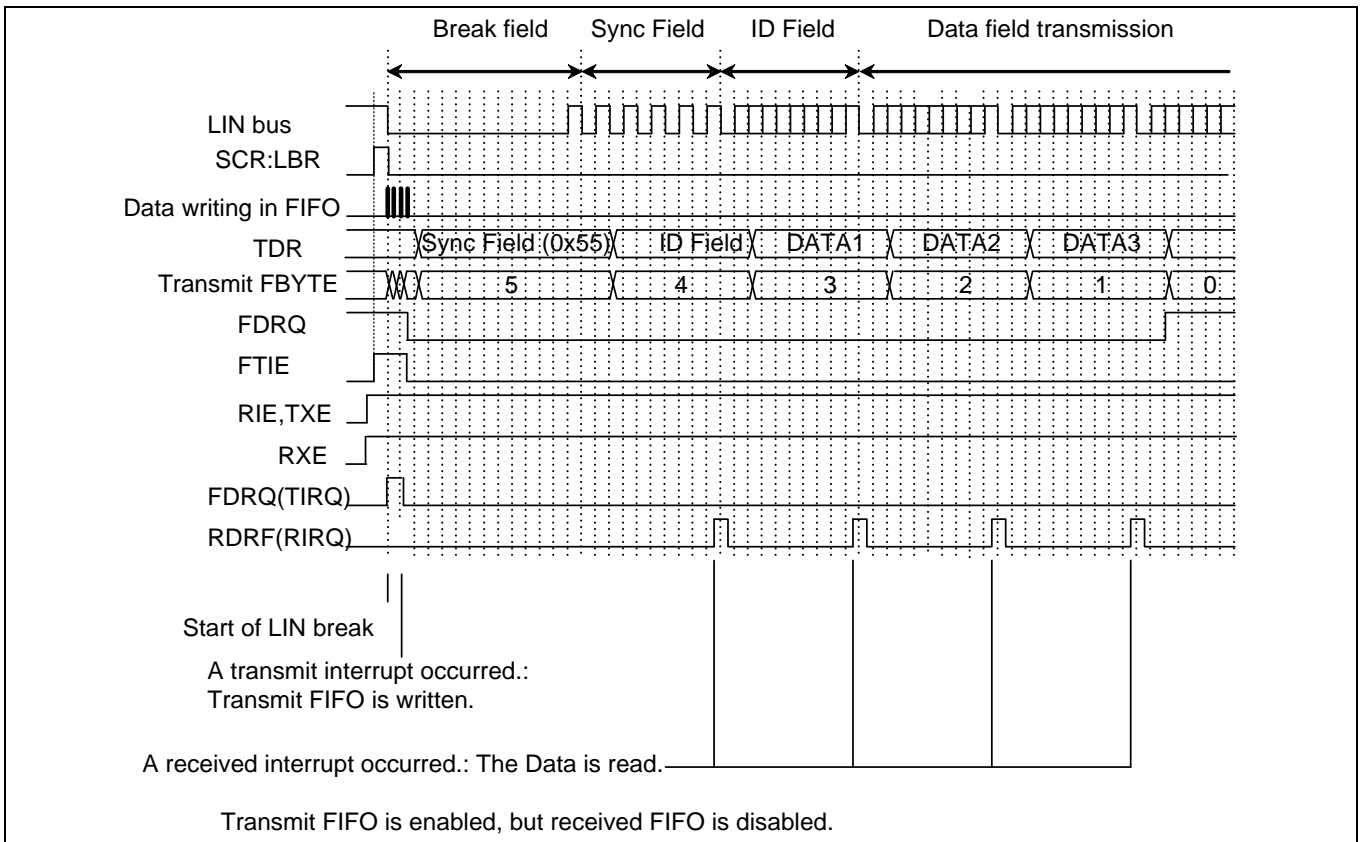 Break field Sync Field ID Field Data field transmission
LIN bus
SCR:LBR
Data writing in FIFO
TDR Sync Field (0x55) ID Field DATA1 DATA2 DATA3
Transmit FBYTE 5 4 3 2 1 0
FDRQ
FTIE
RIE,TXE
RXE
FDRQ(TIRQ)
RDRF(RIRQ)
Start of LIN break
A transmit interrupt occurred.:
Transmit FIFO is written.
A received interrupt occurred.: The Data is read.
Transmit FIFO is enabled, but received FIFO is disabled.